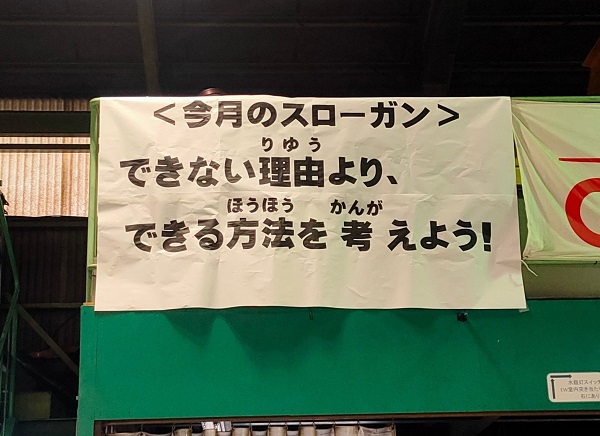 ＜今月のスローガン＞
りゆう
できない理由より、
ほうほう かんが
できる方法を考えよう!